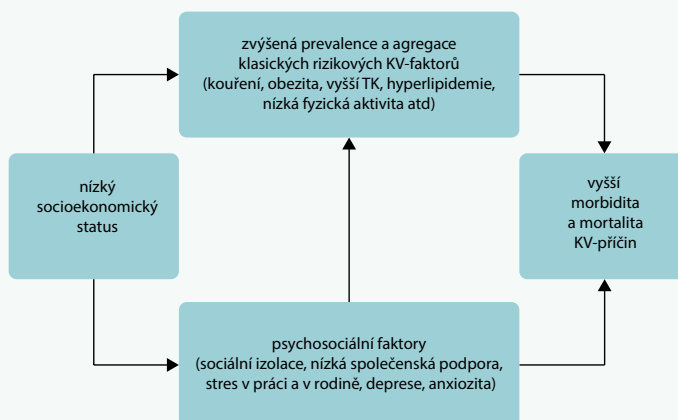 zvýšená prevalence a agregace
klasických rizikových KV-faktorů
(kouření, obezita, vyšší TK, hyperlipidemie,
nízká fyzická aktivita atd)
nízký
socioekonomický
status
vyšší
morbidita
a mortalita
KV-příčin
psychosociální faktory
(sociální izolace, nízká společenská podpora,
stres v práci a v rodině, deprese, anxiozita)